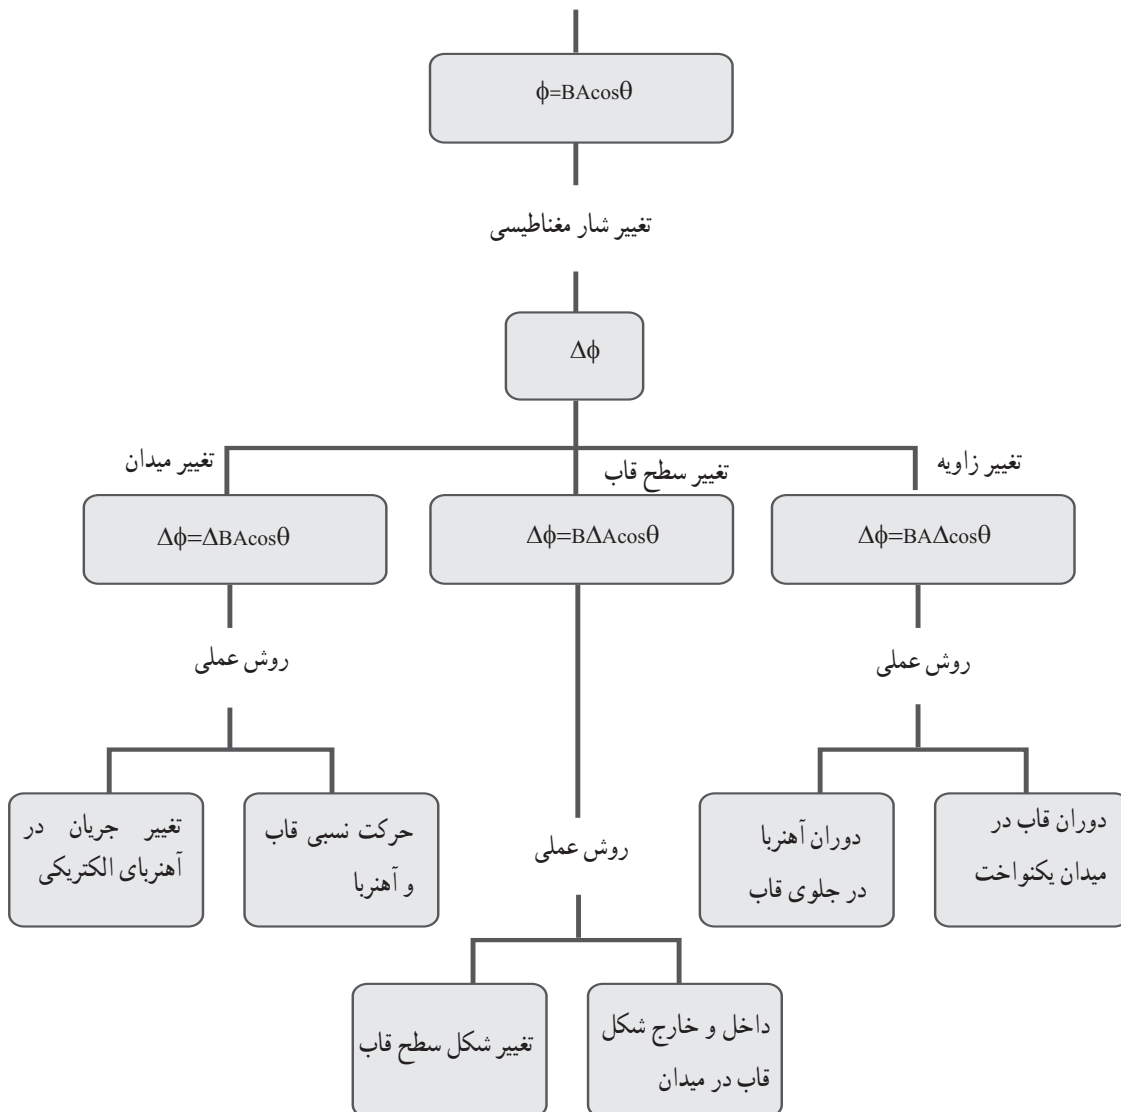 ϕ=BAcosθ
تغییر شار مغناطیسی
Δϕ
تغییر زاویه
تغییر سطح قاب
تغییر میدان
Δϕ=BAΔcosθ
Δϕ=BΔAcosθ
Δϕ=ΔBAcosθ
روش عملی
روش عملی
دوران قاب در
میدان یکنواخت
دوران آهنربا
در جلوی قاب
روش عملی
حرکت نسبی قاب
و آهنربا
تغییر جریان در
آهنربای الکتریکی
داخل و خارج شکل
قاب در میدان
تغییر شکل سطح قاب